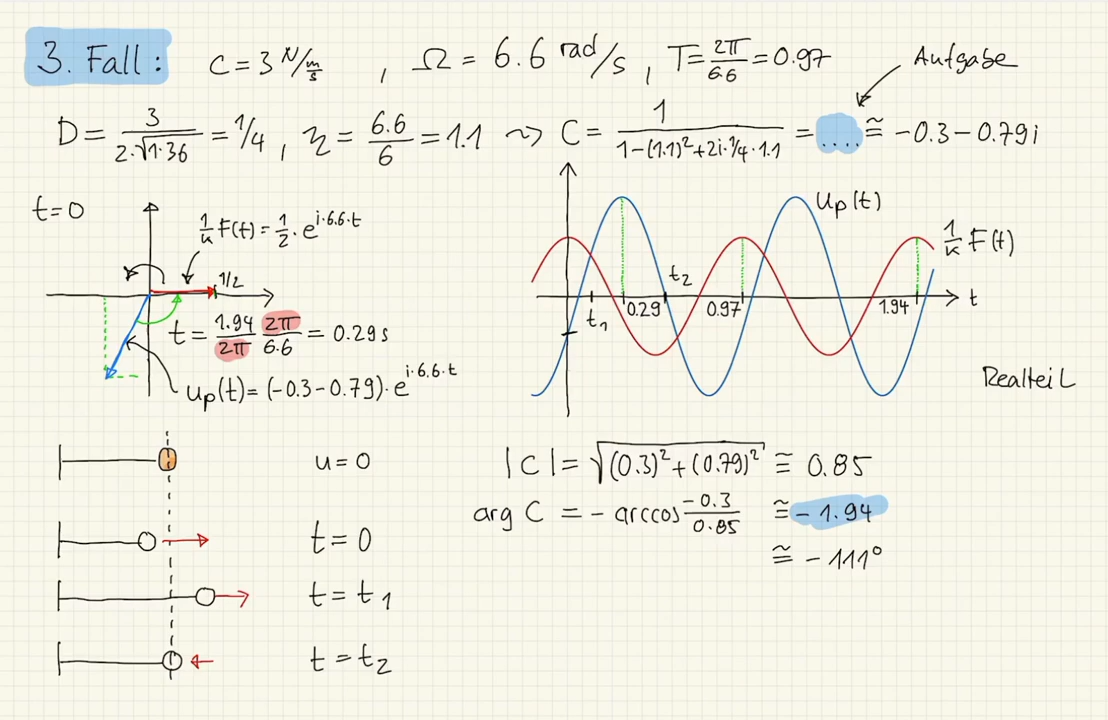 3. Fall: c = 3 N/m/s , Ω = 6.6 rad/s , T = 2π/6.6 = 0.97
Aufgabe
D = 3/(2·√(1·36)) = 1/4 , η = 6.6/6 = 1.1 ⤳ C = 1/(1-(1.1)²+2i·1/4·1.1) = .... ≅ -0.3 - 0.79i
t=0
1/k F(t) = 1/2 · e^(i·6.6·t)
1/2
t = 1.94/2π 2π/6.6 = 0.29 s
u_p(t) = (-0.3 - 0.79) · e^(i·6.6·t)
u_p(t)
1/k F(t)
t₁ 0.29 t₂ 0.97 1.94 t
Realteil
u = 0
|C| = √((0.3)² + (0.79)²) ≅ 0.85
arg C = - arccos -0.3/0.85 ≅ - 1.94
≅ - 111°
t = 0
t = t₁
t = t₂